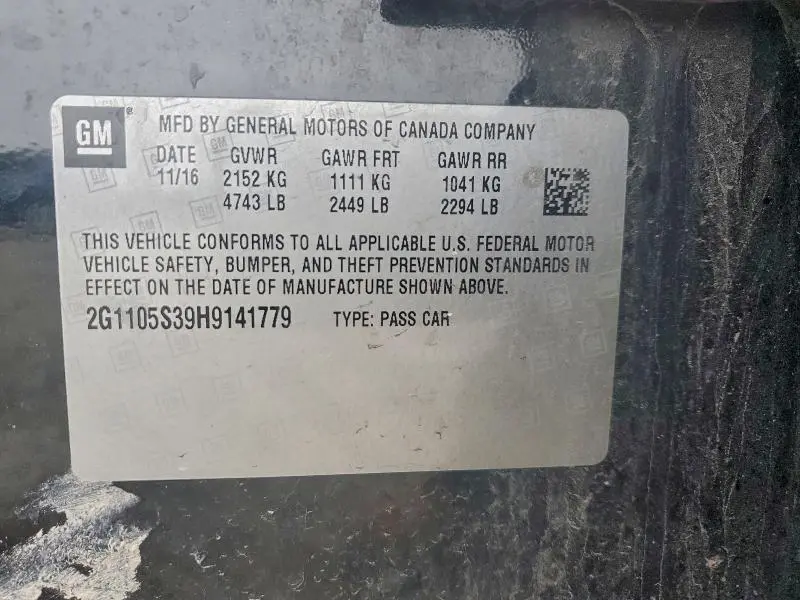 GM® MFD BY GENERAL MOTORS OF CANADA COMPANY
DATE GVWR GAWR FRT GAWR RR
11/16 2152 KG 1111 KG 1041 KG
4743 LB 2449 LB 2294 LB
THIS VEHICLE CONFORMS TO ALL APPLICABLE U.S. FEDERAL MOTOR
VEHICLE SAFETY, BUMPER, AND THEFT PREVENTION STANDARDS IN
EFFECT ON THE DATE OF MANUFACTURE SHOWN ABOVE.
2G1105S39H9141779 TYPE: PASS CAR